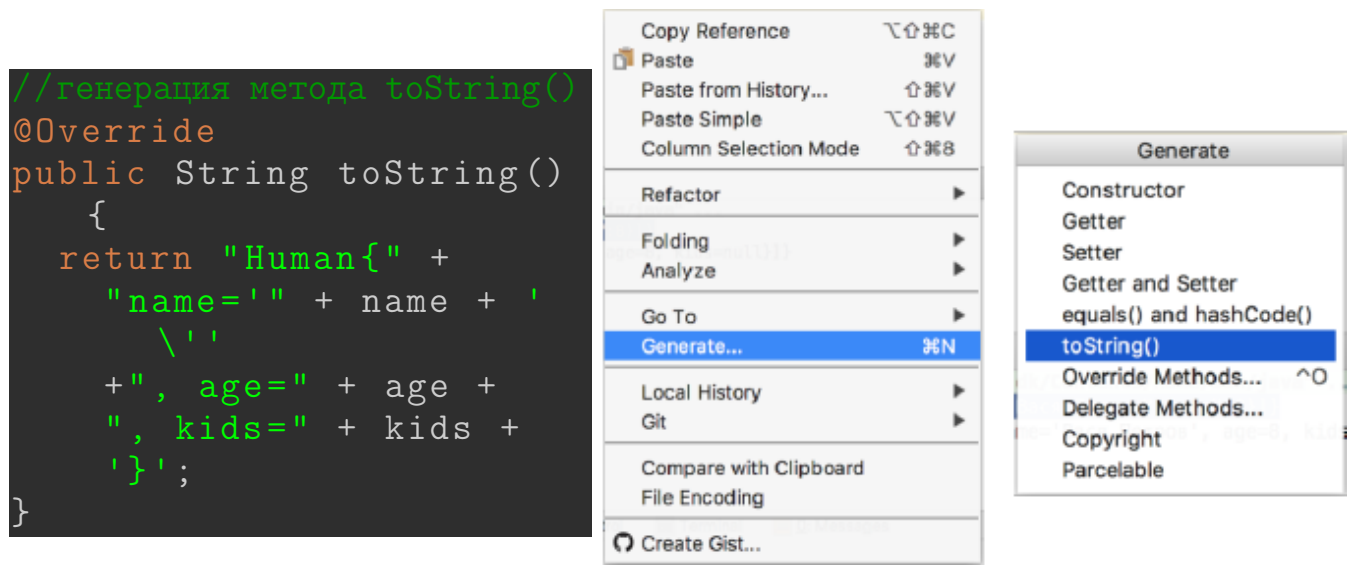 //генерация метода toString()
@Override
public String toString()
{
return "Human{" +
"name='" + name + '
\''
+", age=" + age +
", kids=" + kids +
'}';
}
Copy Reference ⌥⇧⌘C
Paste ⌘V
Paste from History... ⇧⌘V
Paste Simple ⌥⇧⌘V
Column Selection Mode ⇧⌘8
Refactor
Folding
Analyze
Go To
Generate... ⌘N
Local History
Git
Compare with Clipboard
File Encoding
Create Gist...
Generate
Constructor
Getter
Setter
Getter and Setter
equals() and hashCode()
toString()
Override Methods... ^O
Delegate Methods...
Copyright
Parcelable